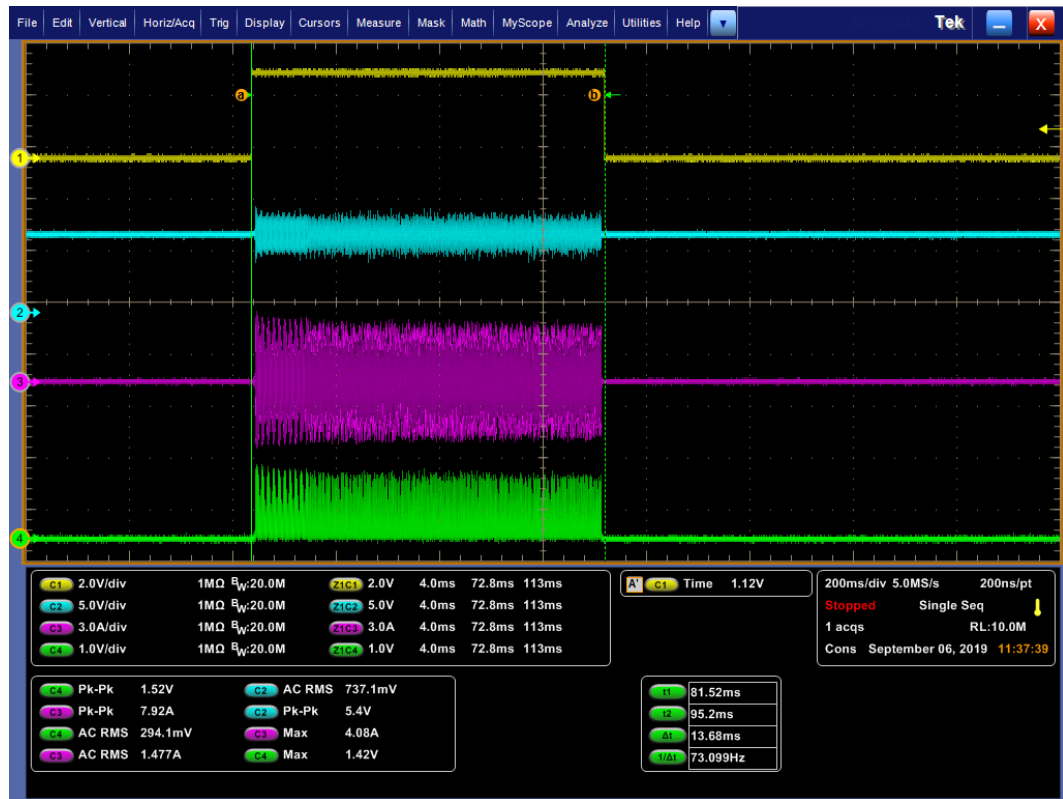 File Edit Vertical Horiz/Acq Trig Display Cursors Measure Mask Math MyScope Analyze Utilities Help Tek X
a b
1
2
3
4
C1 2.0V/div 1MΩ BW:20.0M Z1C1 2.0V 4.0ms 72.8ms 113ms
C2 5.0V/div 1MΩ BW:20.0M Z1C2 5.0V 4.0ms 72.8ms 113ms
C3 3.0A/div 1MΩ BW:20.0M Z1C3 3.0A 4.0ms 72.8ms 113ms
C4 1.0V/div 1MΩ BW:20.0M Z1C4 1.0V 4.0ms 72.8ms 113ms
A' C1 Time 1.12V
200ms/div 5.0MS/s 200ns/pt
Stopped Single Seq
1 acqs RL:10.0M
Cons September 06, 2019 11:37:39
C4 Pk-Pk 1.52V C2 AC RMS 737.1mV
C3 Pk-Pk 7.92A C2 Pk-Pk 5.4V
C4 AC RMS 294.1mV C3 Max 4.08A
C3 AC RMS 1.477A C4 Max 1.42V
t1 81.52ms
t2 95.2ms
Δt 13.68ms
1/Δt 73.099Hz